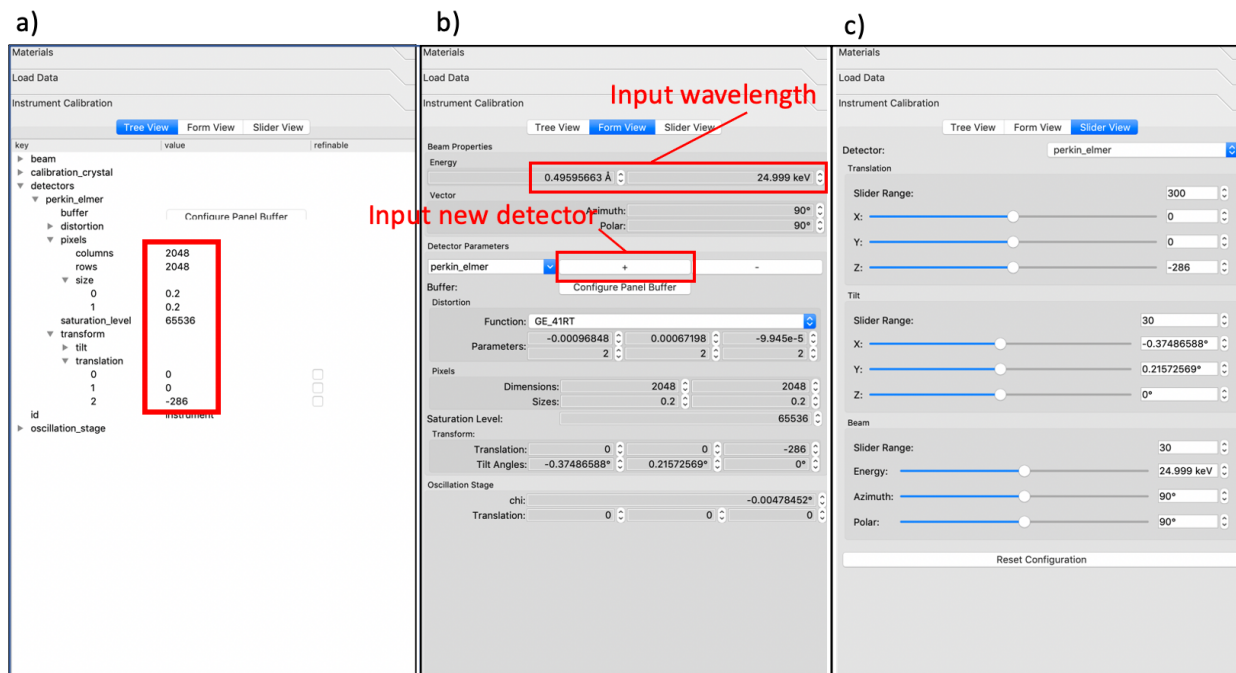 a)
Materials
Load Data
Instrument Calibration
Tree View Form View Slider View
key value refinable
beam
calibration_crystal
detectors
perkin_elmer
buffer Configure Panel Buffer
distortion
pixels
columns 2048
rows 2048
size
0 0.2
1 0.2
saturation_level 65536
transform
tilt
translation
0 0
1 0
2 -286
id instrument
oscillation_stage
b)
Materials
Load Data
Instrument Calibration
Input wavelength
Tree View Form View Slider View
Beam Properties
Energy
0.49595663 Å 24.999 keV
Vector
Input new detector
Azimuth: 90°
Polar: 90°
Detector Parameters
perkin_elmer + -
Buffer: Configure Panel Buffer
Distortion
Function: GE_41RT
Parameters: -0.00096848 0.00067198 -9.945e-5
2 2 2
Pixels
Dimensions: 2048 2048
Sizes: 0.2 0.2
Saturation Level: 65536
Transform:
Translation: 0 0 -286
Tilt Angles: -0.37486588° 0.21572569° 0°
Oscillation Stage
chi: -0.00478452°
Translation: 0 0 0
c)
Materials
Load Data
Instrument Calibration
Tree View Form View Slider View
Detector: perkin_elmer
Translation
Slider Range: 300
X: 0
Y: 0
Z: -286
Tilt
Slider Range: 30
X: -0.37486588°
Y: 0.21572569°
Z: 0°
Beam
Slider Range: 30
Energy: 24.999 keV
Azimuth: 90°
Polar: 90°
Reset Configuration